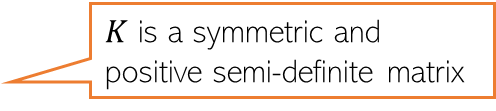 K is a symmetric and
positive semi-definite matrix